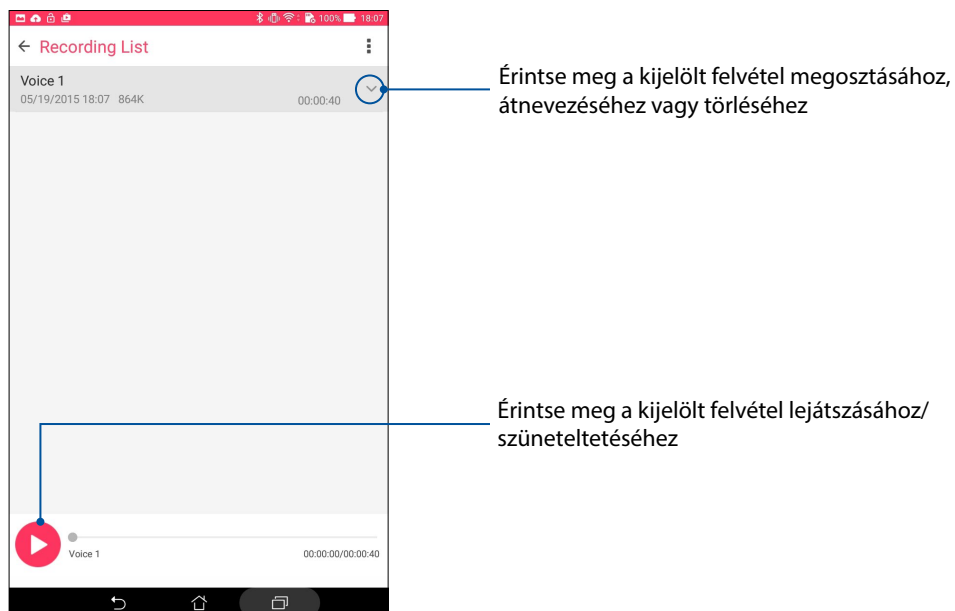 100% 18:07
Recording List
Voice 1
05/19/2015 18:07 864K 00:00:40
Érintse meg a kijelölt felvétel megosztásához,
átnevezéséhez vagy törléséhez
Érintse meg a kijelölt felvétel lejátszásához/
szüneteltetéséhez
Voice 1 00:00:00/00:00:40